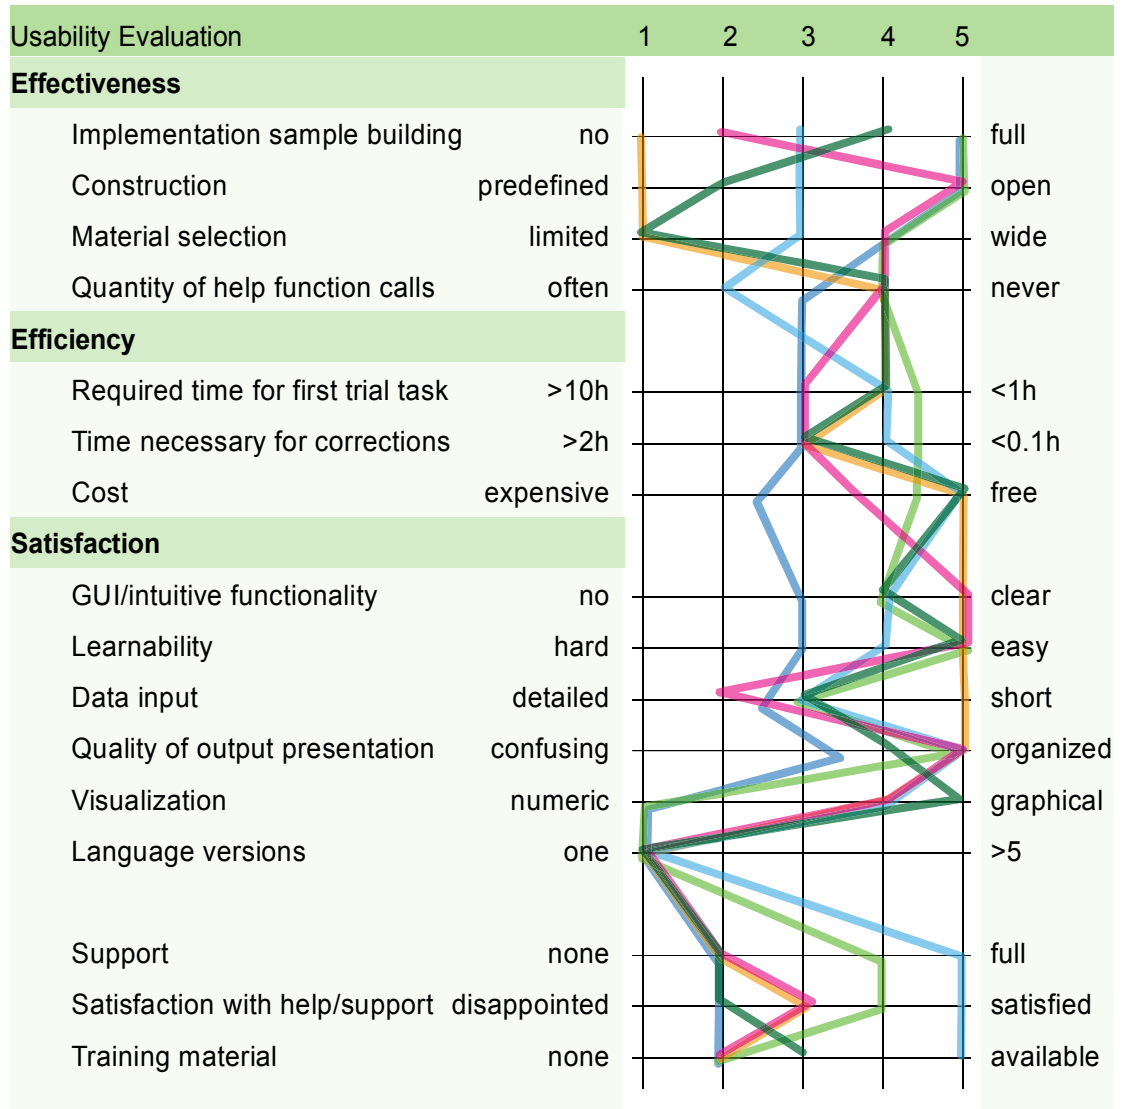 Usability Evaluation 1 2 3 4 5
Effectiveness
Implementation sample building no full
Construction predefined open
Material selection limited wide
Quantity of help function calls often never
Efficiency
Required time for first trial task >10h <1h
Time necessary for corrections >2h <0.1h
Cost expensive free
Satisfaction
GUI/intuitive functionality no clear
Learnability hard easy
Data input detailed short
Quality of output presentation confusing organized
Visualization numeric graphical
Language versions one >5
Support none full
Satisfaction with help/support disappointed satisfied
Training material none available